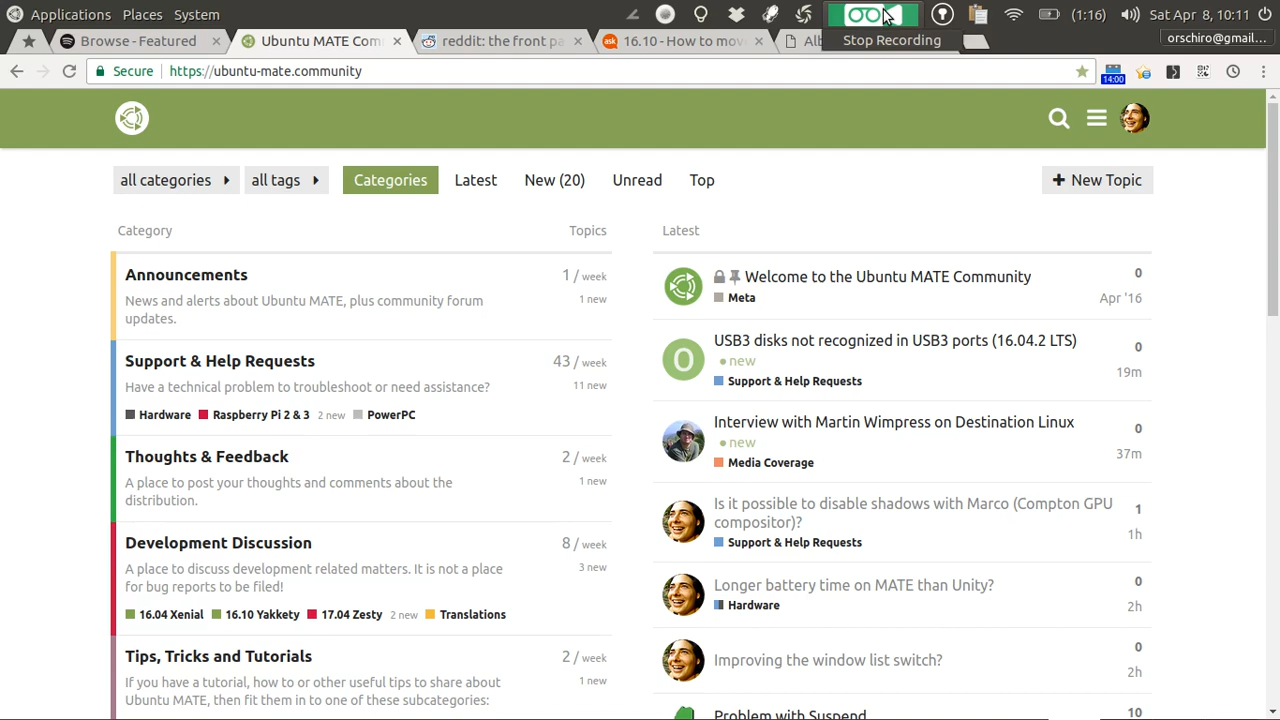 Applications Places System
(1:16) Sat Apr 8, 10:11
Browse - Featured
Ubuntu MATE Com
reddit: the front pa
16.10 - How to mov
Alb
Stop Recording
orschiro@gmail...
Secure https://ubuntu-mate.community
14:00
all categories
all tags
Categories
Latest
New (20)
Unread
Top
+ New Topic
Category Topics
Announcements
1 / week
News and alerts about Ubuntu MATE, plus community forum
1 new
updates.
Support & Help Requests
43 / week
Have a technical problem to troubleshoot or need assistance?
11 new
Hardware Raspberry Pi 2 & 3 2 new PowerPC
Thoughts & Feedback
2 / week
A place to post your thoughts and comments about the
1 new
distribution.
Development Discussion
8 / week
A place to discuss development related matters. It is not a place
3 new
for bug reports to be filed!
16.04 Xenial 16.10 Yakkety 17.04 Zesty 2 new Translations
Tips, Tricks and Tutorials
2 / week
If you have a tutorial, how to or other useful tips to share about
1 new
Ubuntu MATE, then fit them in to one of these subcategories:
Latest
Welcome to the Ubuntu MATE Community
0
Meta
Apr '16
O
USB3 disks not recognized in USB3 ports (16.04.2 LTS)
0
new
19m
Support & Help Requests
Interview with Martin Wimpress on Destination Linux
0
new
37m
Media Coverage
Is it possible to disable shadows with Marco (Compton GPU
1
compositor)?
1h
Support & Help Requests
Longer battery time on MATE than Unity?
0
Hardware
2h
Improving the window list switch?
0
2h
Problem with Suspend
10